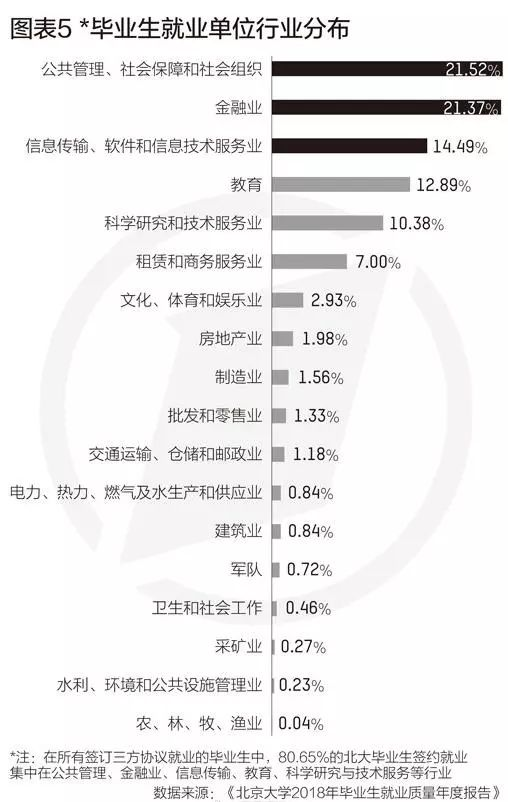 图表5 *毕业生就业单位行业分布
公共管理、社会保障和社会组织 21.52%
金融业 21.37%
信息传输、软件和信息技术服务业 14.49%
教育 12.89%
科学研究和技术服务业 10.38%
租赁和商务服务业 7.00%
文化、体育和娱乐业 2.93%
房地产业 1.98%
制造业 1.56%
批发和零售业 1.33%
交通运输、仓储和邮政业 1.18%
电力、热力、燃气及水生产和供应业 0.84%
建筑业 0.84%
军队 0.72%
卫生和社会工作 0.46%
采矿业 0.27%
水利、环境和公共设施管理业 0.23%
农、林、牧、渔业 0.04%
*注：在所有签订三方协议就业的毕业生中，80.65%的北大毕业生签约就业
集中在公共管理、金融业、信息传输、教育、科学研究与技术服务等行业
数据来源：《北京大学2018年毕业生就业质量年度报告》